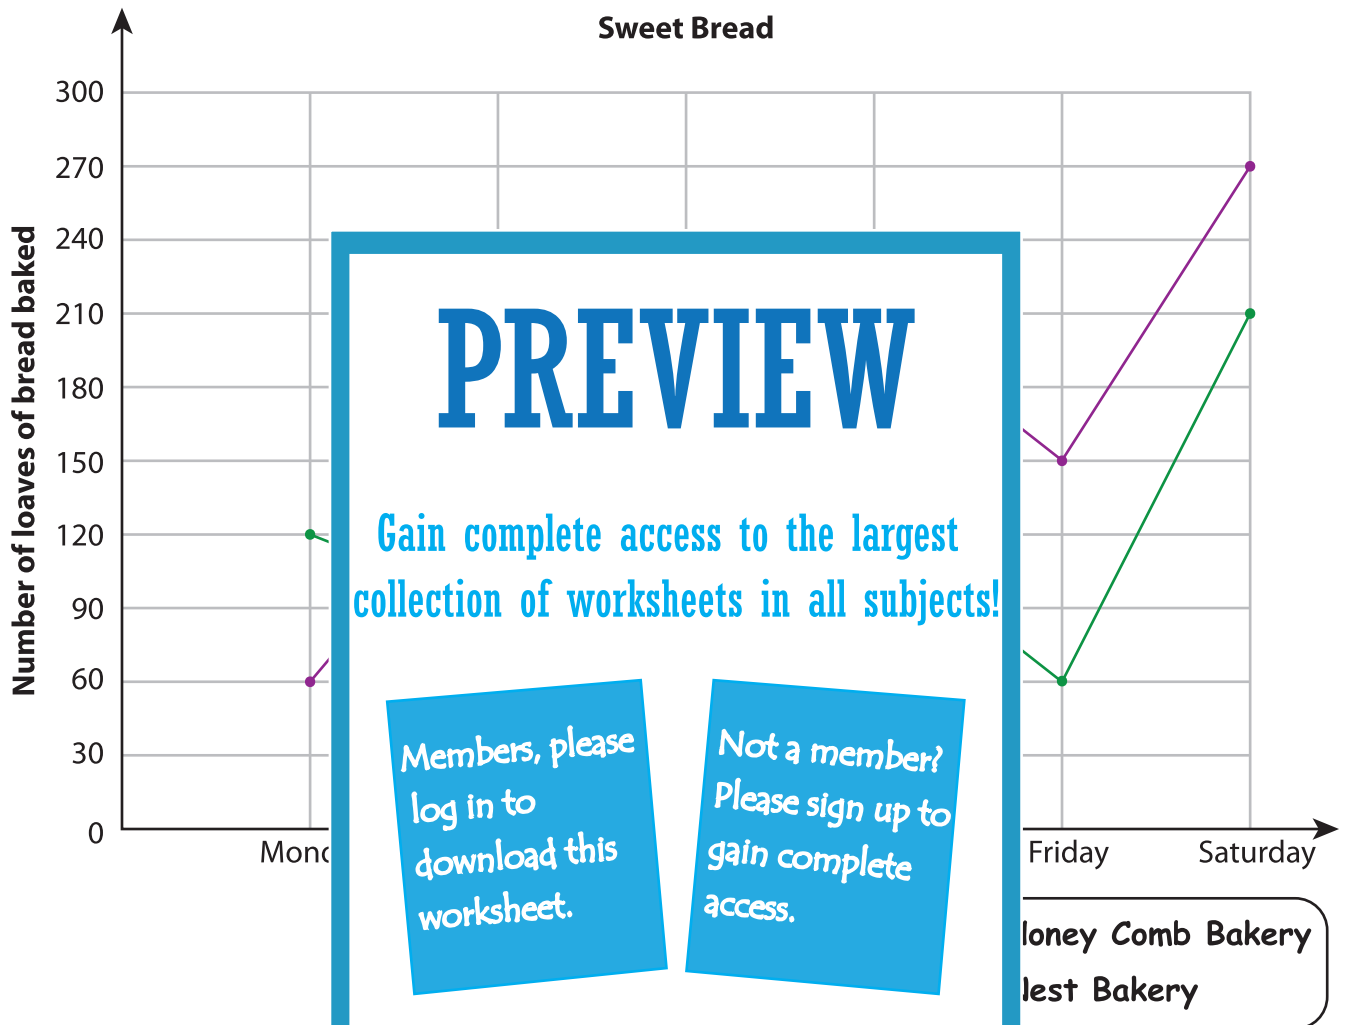 Sweet Bread
Number of loaves of bread baked
300
270
240
210
180
150
120
90
60
30
0
PREVIEW
Gain complete access to the largest
collection of worksheets in all subjects!
Members, please
log in to
download this
worksheet.
Not a member?
Please sign up to
gain complete
access.
Friday Saturday
Comb Bakery
Bakery